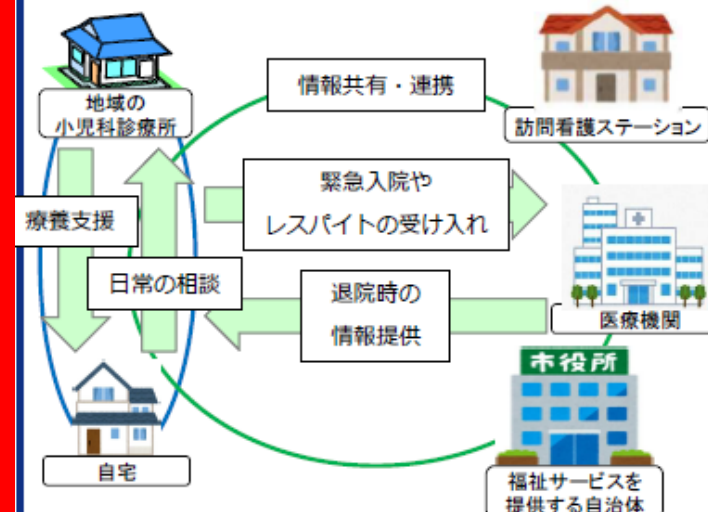 地域の
小児科診療所
情報共有・連携
訪問看護ステーション
緊急入院や
レスパイトの受け入れ
療養支援
日常の相談
退院時の
情報提供
医療機関
市役所
自宅
福祉サービスを
提供する自治体